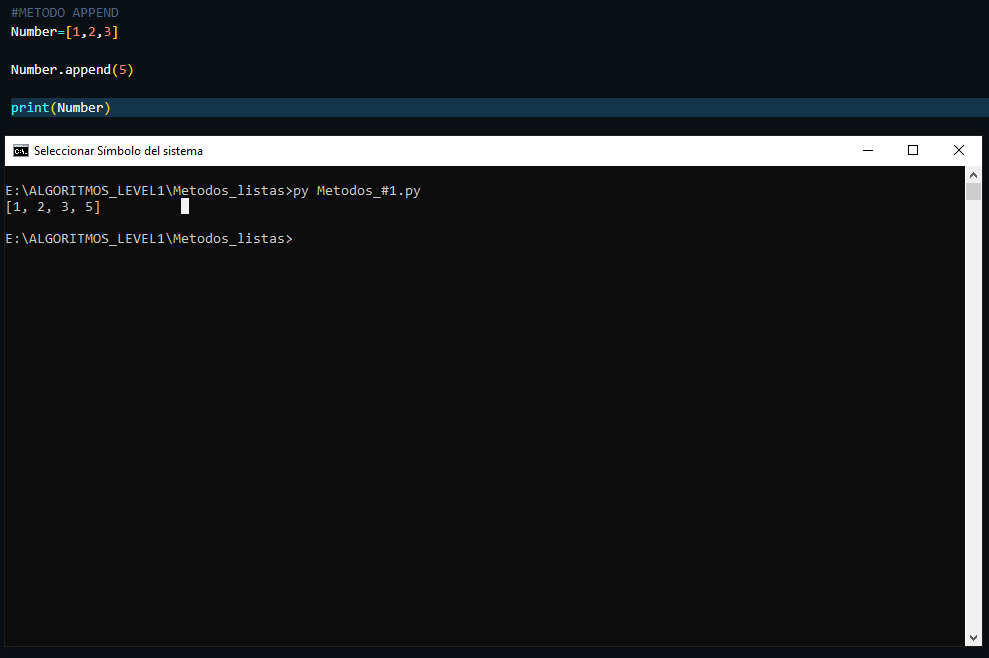 #METODO APPEND
Number=[1,2,3]
Number.append(5)
print(Number)
C:\. Seleccionar Símbolo del sistema
E:\ALGORITMOS_LEVEL1\Metodos_listas>py Metodos_#1.py
[1, 2, 3, 5]
E:\ALGORITMOS_LEVEL1\Metodos_listas>